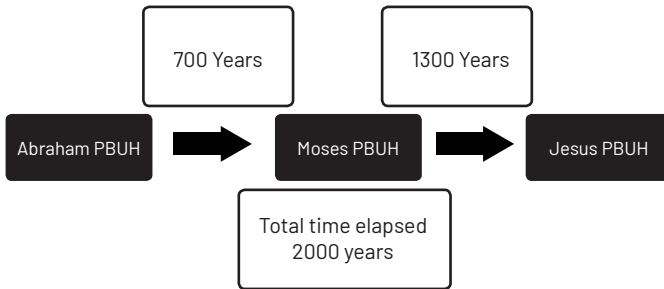 700 Years
1300 Years
Abraham PBUH
Moses PBUH
Jesus PBUH
Total time elapsed
2000 years